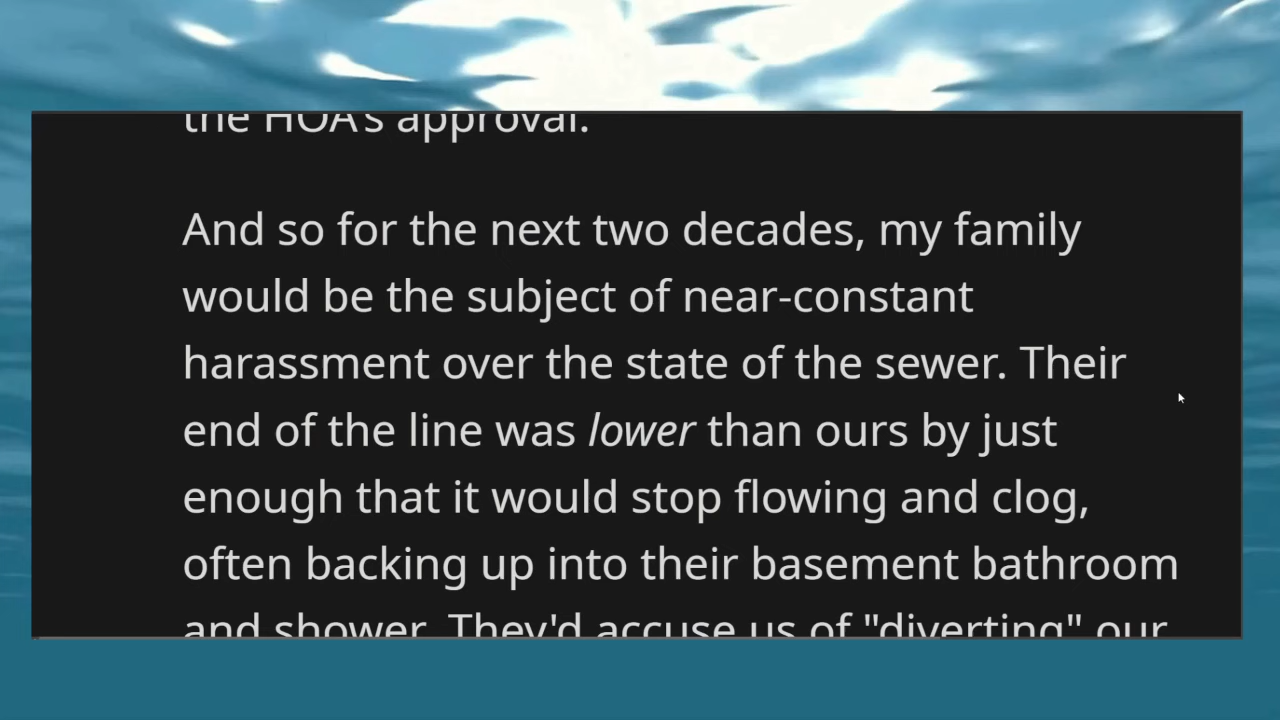 the HOA's approval.
And so for the next two decades, my family
would be the subject of near-constant
harassment over the state of the sewer. Their
end of the line was lower than ours by just
enough that it would stop flowing and clog,
often backing up into their basement bathroom
and shower. They'd accuse us of "diverting" our